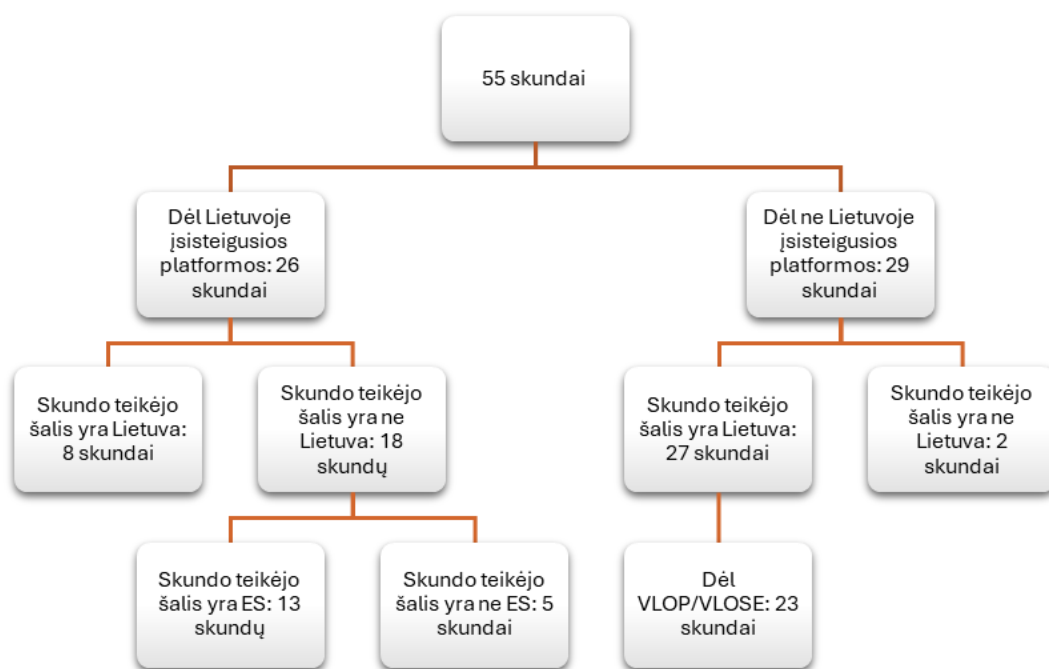 55 skundai
Dėl Lietuvoje
įsisteigusios
platformos: 26
skundai
Dėl ne Lietuvoje
įsisteigusios
platformos: 29
skundai
Skundo teikėjo
šalis yra Lietuva:
8 skundai
Skundo teikėjo
šalis yra ne
Lietuva: 18
skundų
Skundo teikėjo
šalis yra Lietuva:
27 skundai
Skundo teikėjo
šalis yra ne
Lietuva: 2
skundai
Skundo teikėjo
šalis yra ES: 13
skundų
Skundo teikėjo
šalis yra ne ES: 5
skundai
Dėl
VLOP/VLOSE: 23
skundai